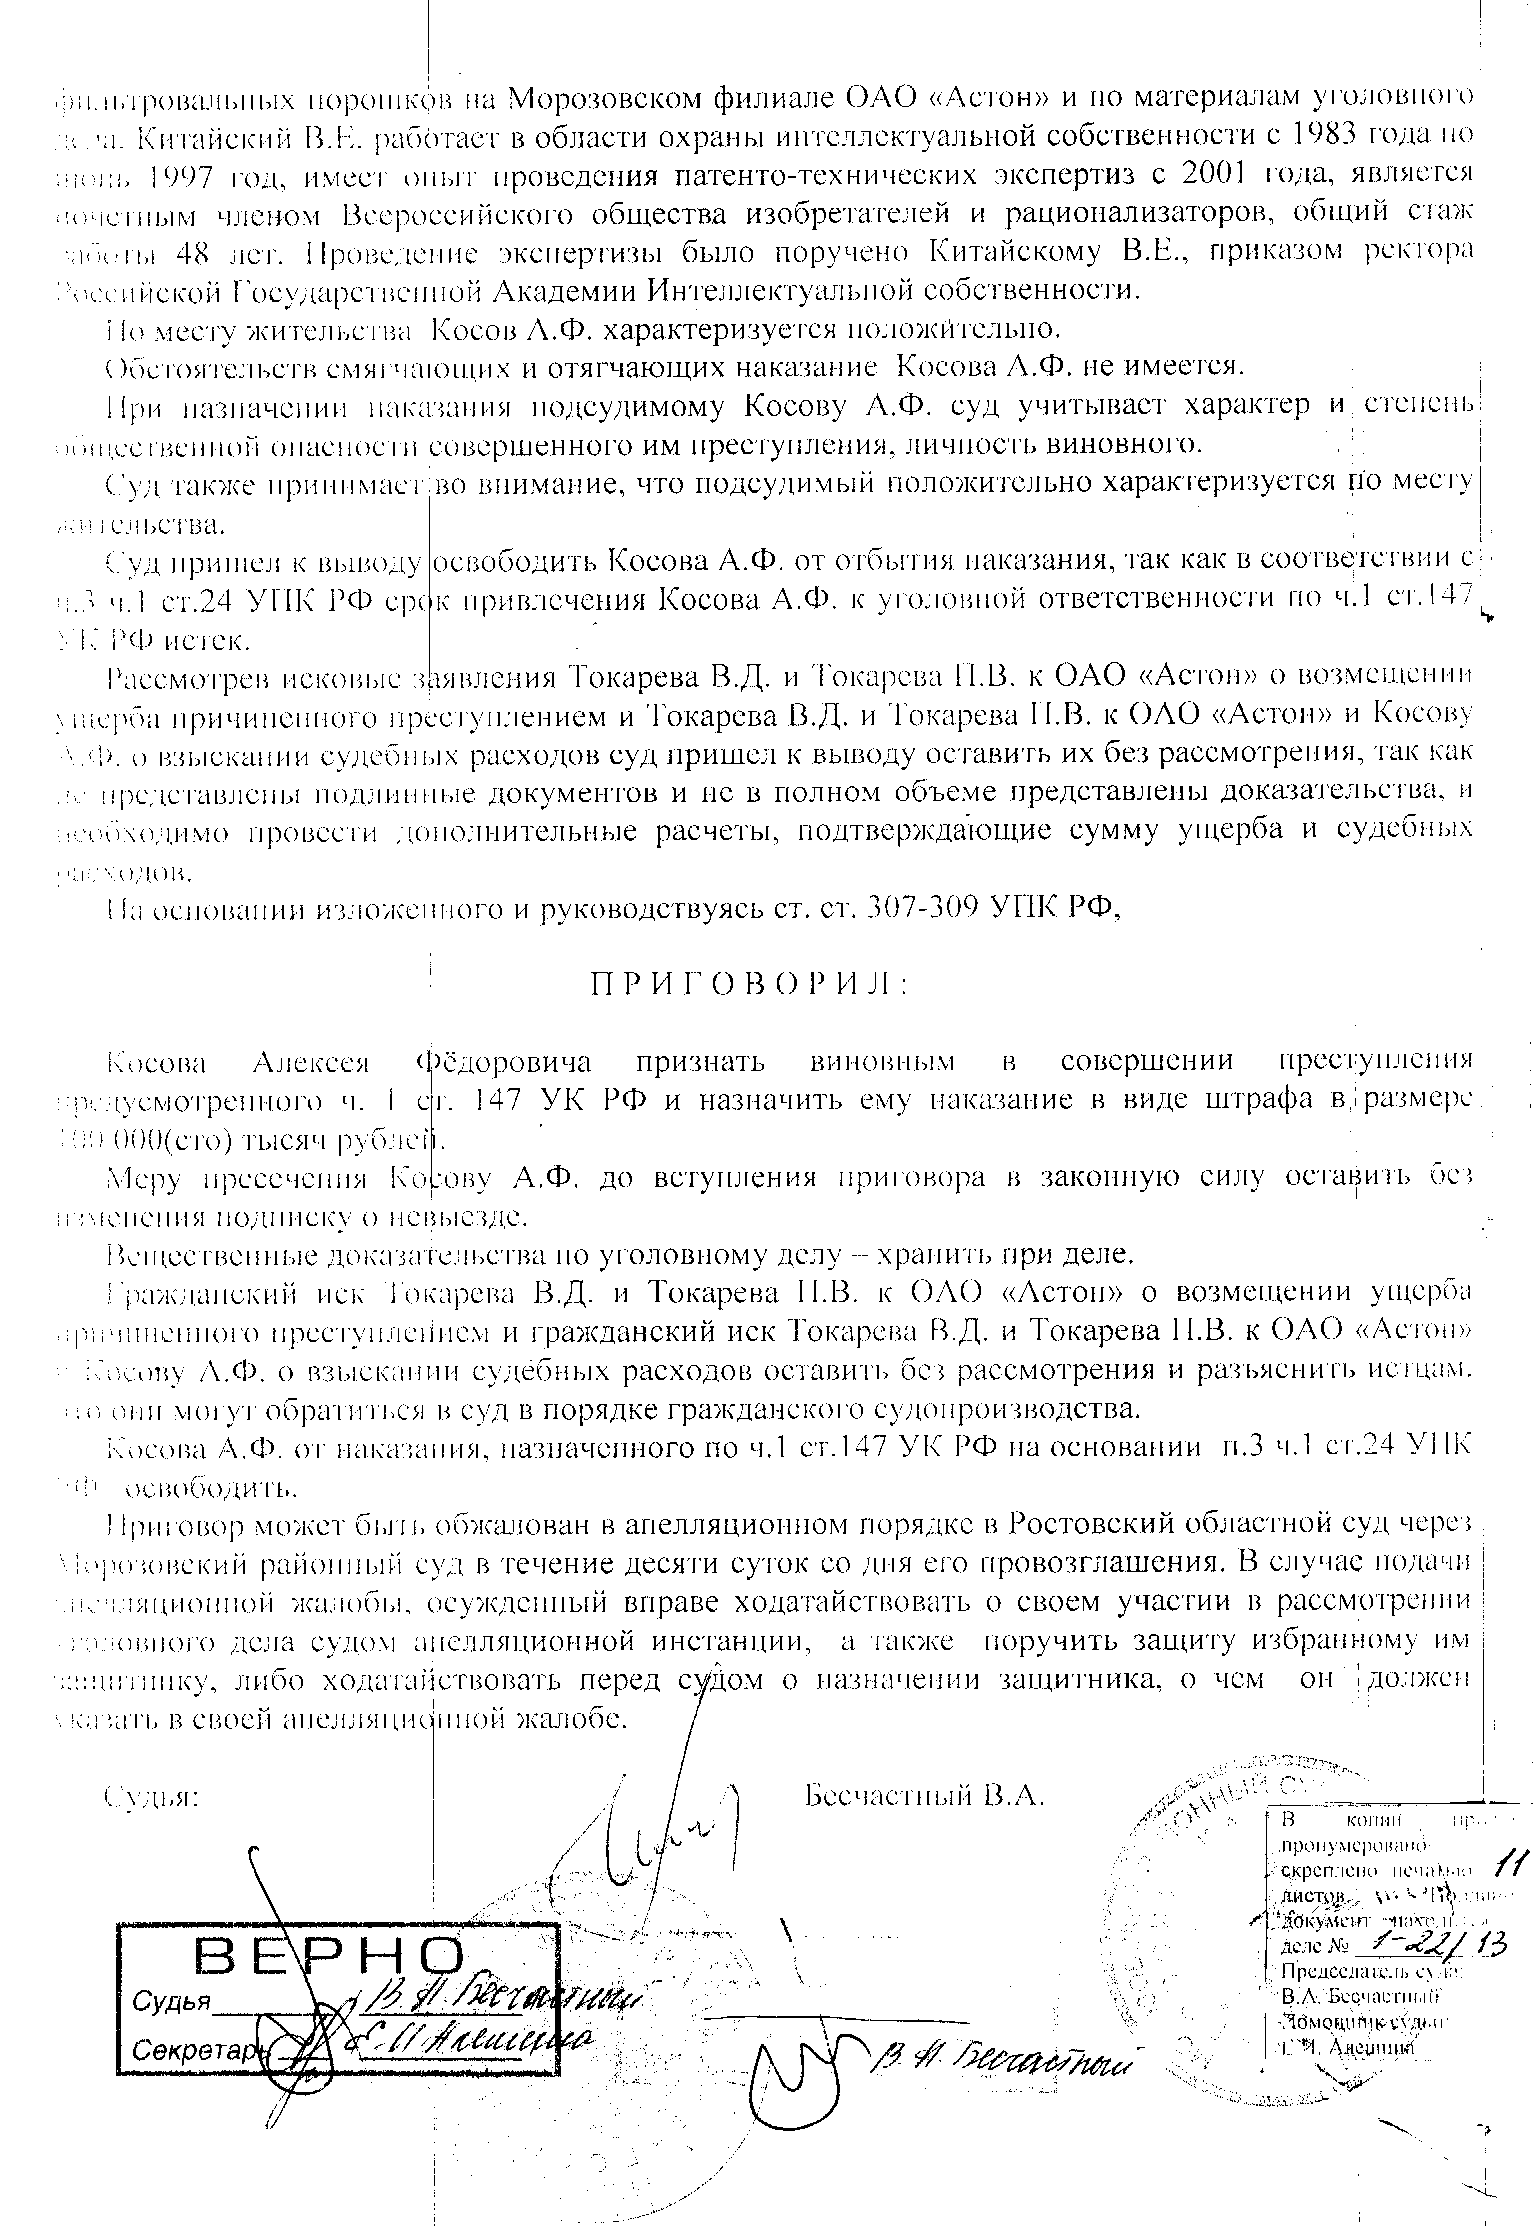 фильтровальных порошков на Морозовском филиале ОАО «Астон» и по материалам уголовного
дела. Китайский В.Е. работает в области охраны интеллектуальной собственности с 1983 года по
1997 год, имеет опыт проведения патенто-технических экспертиз с 2001 года, является
почетным членом Всероссийского общества изобретателей и рационализаторов, общий стаж
работы 48 лет. Проведение экспертизы было поручено Китайскому В.Е., приказом ректора
Российской Государственной Академии Интеллектуальной собственности.
По месту жительства Косов А.Ф. характеризуется положительно.
Обстоятельств смягчающих и отягчающих наказание Косова А.Ф. не имеется.
При назначении наказания подсудимому Косову А.Ф. суд учитывает характер и степень
общественной опасности совершенного им преступления, личность виновного.
Суд также принимает во внимание, что подсудимый положительно характеризуется по месту
жительства.
Суд пришел к выводу освободить Косова А.Ф. от отбытия наказания, так как в соответствии с
п.3 ч.1 ст.24 УПК РФ срок привлечения Косова А.Ф. к уголовной ответственности по ч.1 ст.147
УК РФ истек.
Рассмотрев исковые заявления Токарева В.Д. и Токарева П.В. к ОАО «Астон» о возмещении
ущерба причиненного преступлением и Токарева В.Д. и Токарева П.В. к ОАО «Астон» и Косову
А.Ф. о взыскании судебных расходов суд пришел к выводу оставить их без рассмотрения, так как
не представлены подлинные документов и не в полном объеме представлены доказательства, и
необходимо провести дополнительные расчеты, подтверждающие сумму ущерба и судебных
расходов.
На основании изложенного и руководствуясь ст. ст. 307-309 УПК РФ,
П Р И Г О В О Р И Л :
Косова Алексея Фёдоровича признать виновным в совершении преступления
предусмотренного ч. 1 ст. 147 УК РФ и назначить ему наказание в виде штрафа в размере
100 000(сто) тысяч рублей.
Меру пресечения Косову А.Ф. до вступления приговора в законную силу оставить без
изменения подписку о невыезде.
Вещественные доказательства по уголовному делу – хранить при деле.
Гражданский иск Токарева В.Д. и Токарева П.В. к ОАО «Астон» о возмещении ущерба
причиненного преступлением и гражданский иск Токарева В.Д. и Токарева П.В. к ОАО «Астон»
и Косову А.Ф. о взыскании судебных расходов оставить без рассмотрения и разъяснить истцам,
что они могут обратиться в суд в порядке гражданского судопроизводства.
Косова А.Ф. от наказания, назначенного по ч.1 ст.147 УК РФ на основании п.3 ч.1 ст.24 УПК
РФ освободить.
Приговор может быть обжалован в апелляционном порядке в Ростовский областной суд через
Морозовский районный суд в течение десяти суток со дня его провозглашения. В случае подачи
апелляционной жалобы, осужденный вправе ходатайствовать о своем участии в рассмотрении
уголовного дела судом апелляционной инстанции, а также поручить защиту избранному им
защитнику, либо ходатайствовать перед судом о назначении защитника, о чем он должен
указать в своей апелляционной жалобе.
Судья: Бесчастный В.А.
В копии
пронумеровано
скреплено печатью 11
листов
документ находится
деле № 1-22/13
Председатель суда
В.А. Бесчастный
Помощник судьи
ВЕРНО
Судья В.А. Бесчастный
Секретарь
В.А. Бесчастный